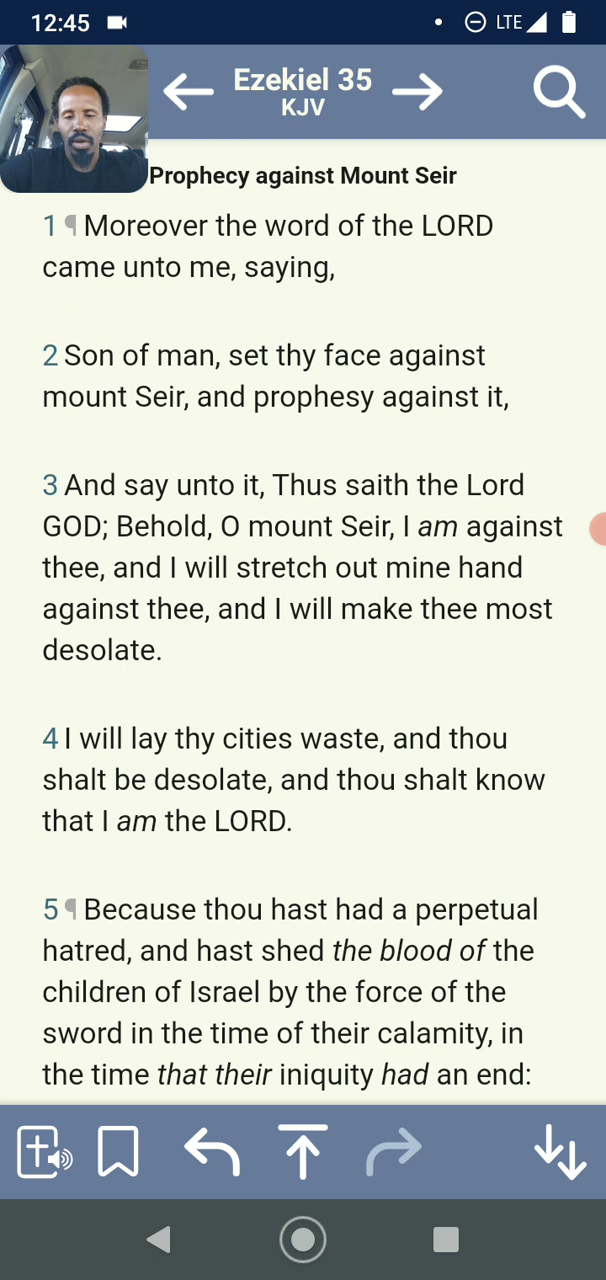 12:45
LTE
Ezekiel 35
KJV
Prophecy against Mount Seir
1 ¶ Moreover the word of the LORD
came unto me, saying,
2 Son of man, set thy face against
mount Seir, and prophesy against it,
3 And say unto it, Thus saith the Lord
GOD; Behold, O mount Seir, I am against
thee, and I will stretch out mine hand
against thee, and I will make thee most
desolate.
4 I will lay thy cities waste, and thou
shalt be desolate, and thou shalt know
that I am the LORD.
5 ¶ Because thou hast had a perpetual
hatred, and hast shed the blood of the
children of Israel by the force of the
sword in the time of their calamity, in
the time that their iniquity had an end: